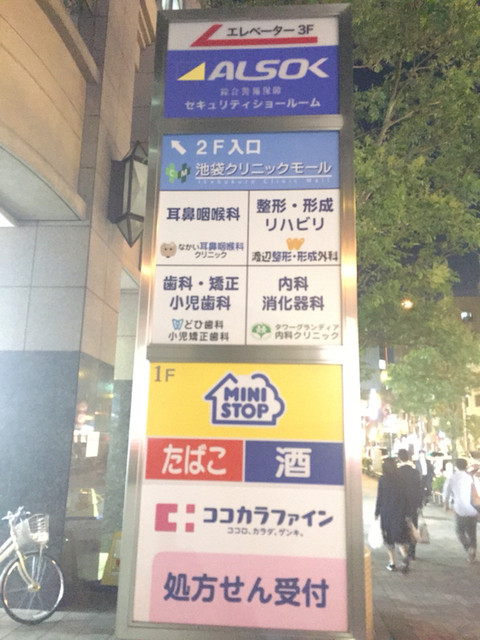 エレベーター 3F
ALSOK
綜合警備保障
セキュリティショールーム
2F入口
池袋クリニックモール
Ikebukuro Clinic Mall
耳鼻咽喉科
なかい耳鼻咽喉科
クリニック
整形・形成
リハビリ
渡辺整形・形成外科
歯科・矯正
小児歯科
どひ歯科
小児矯正歯科
内科
消化器科
タワーグランディア
内科クリニック
1F
MINI
STOP
たばこ
酒
ココカラファイン
ココロ、カラダ、ゲンキ。
処方せん受付